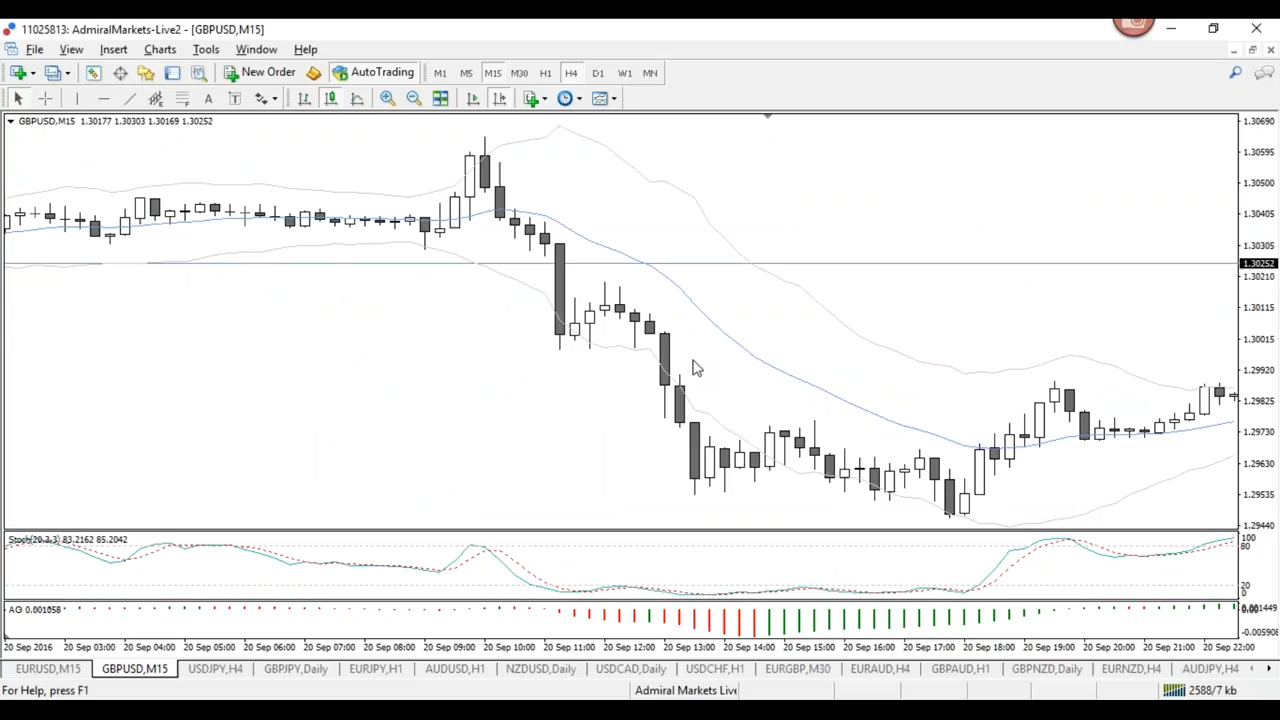 11025813: AdmiralMarkets-Live2 - [GBPUSD,M15]
File View Insert Charts Tools Window Help
New Order AutoTrading M1 M5 M15 M30 H1 H4 D1 W1 MN
A T
GBPUSD,M15 1.30177 1.30303 1.30169 1.30252
1.30690
1.30595
1.30500
1.30405
1.30305
1.30252
1.30210
1.30115
1.30015
1.29920
1.29825
1.29730
1.29630
1.29535
1.29440
Stoch(20,3,3) 83.2162 85.2042
100
80
20
0
AG 0.001058
20 Sep 2016 20 Sep 03:00 20 Sep 04:00 20 Sep 05:00 20 Sep 06:00 20 Sep 07:00 20 Sep 08:00 20 Sep 09:00 20 Sep 10:00 20 Sep 11:00 20 Sep 12:00 20 Sep 13:00 20 Sep 14:00 20 Sep 15:00 20 Sep 16:00 20 Sep 17:00 20 Sep 18:00 20 Sep 19:00 20 Sep 20:00 20 Sep 21:00 20 Sep 22:00
EURUSD,M15 GBPUSD,M15 USDJPY,H4 GBPJPY,Daily EURJPY,H1 AUDUSD,H1 NZDUSD,Daily USDCAD,Daily USDCHF,H1 EURGBP,M30 EURAUD,H4 GBPAUD,H1 GBPNZD,Daily EURNZD,H4 AUDJPY,H4
For Help, press F1 Admiral Markets Live 2588/7 kb